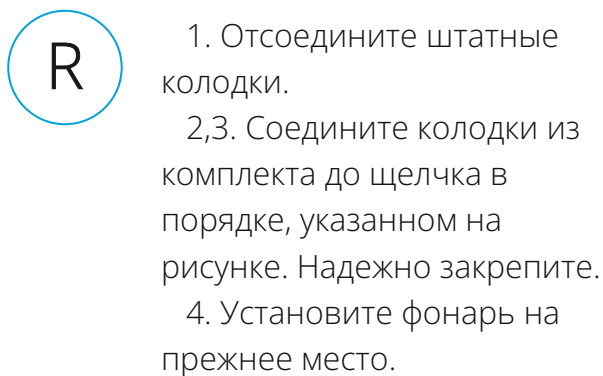 R
1. Отсоедините штатные
колодки.
2,3. Соедините колодки из
комплекта до щелчка в
порядке, указанном на
рисунке. Надежно закрепите.
4. Установите фонарь на
прежнее место.